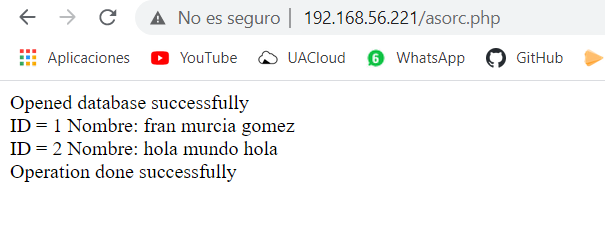 No es seguro | 192.168.56.221/asorc.php
Aplicaciones YouTube UACloud 6 WhatsApp GitHub
Opened database successfully
ID = 1 Nombre: fran murcia gomez
ID = 2 Nombre: hola mundo hola
Operation done successfully